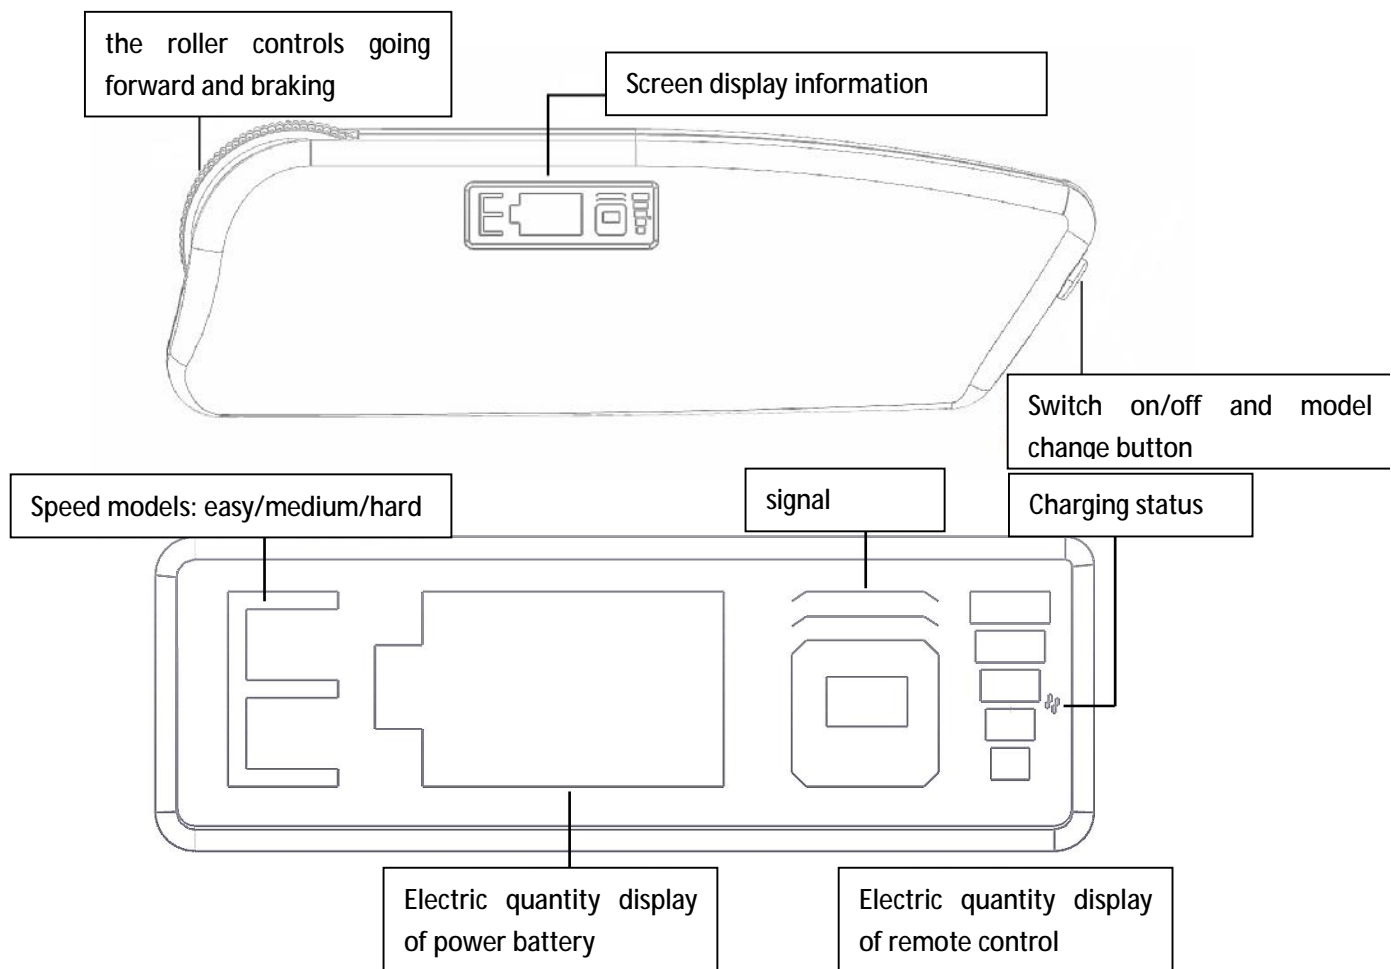 the roller controls going
forward and braking
Screen display information
Switch on/off and model
change button
Speed models: easy/medium/hard
signal
Charging status
Electric quantity display
of power battery
Electric quantity display
of remote control